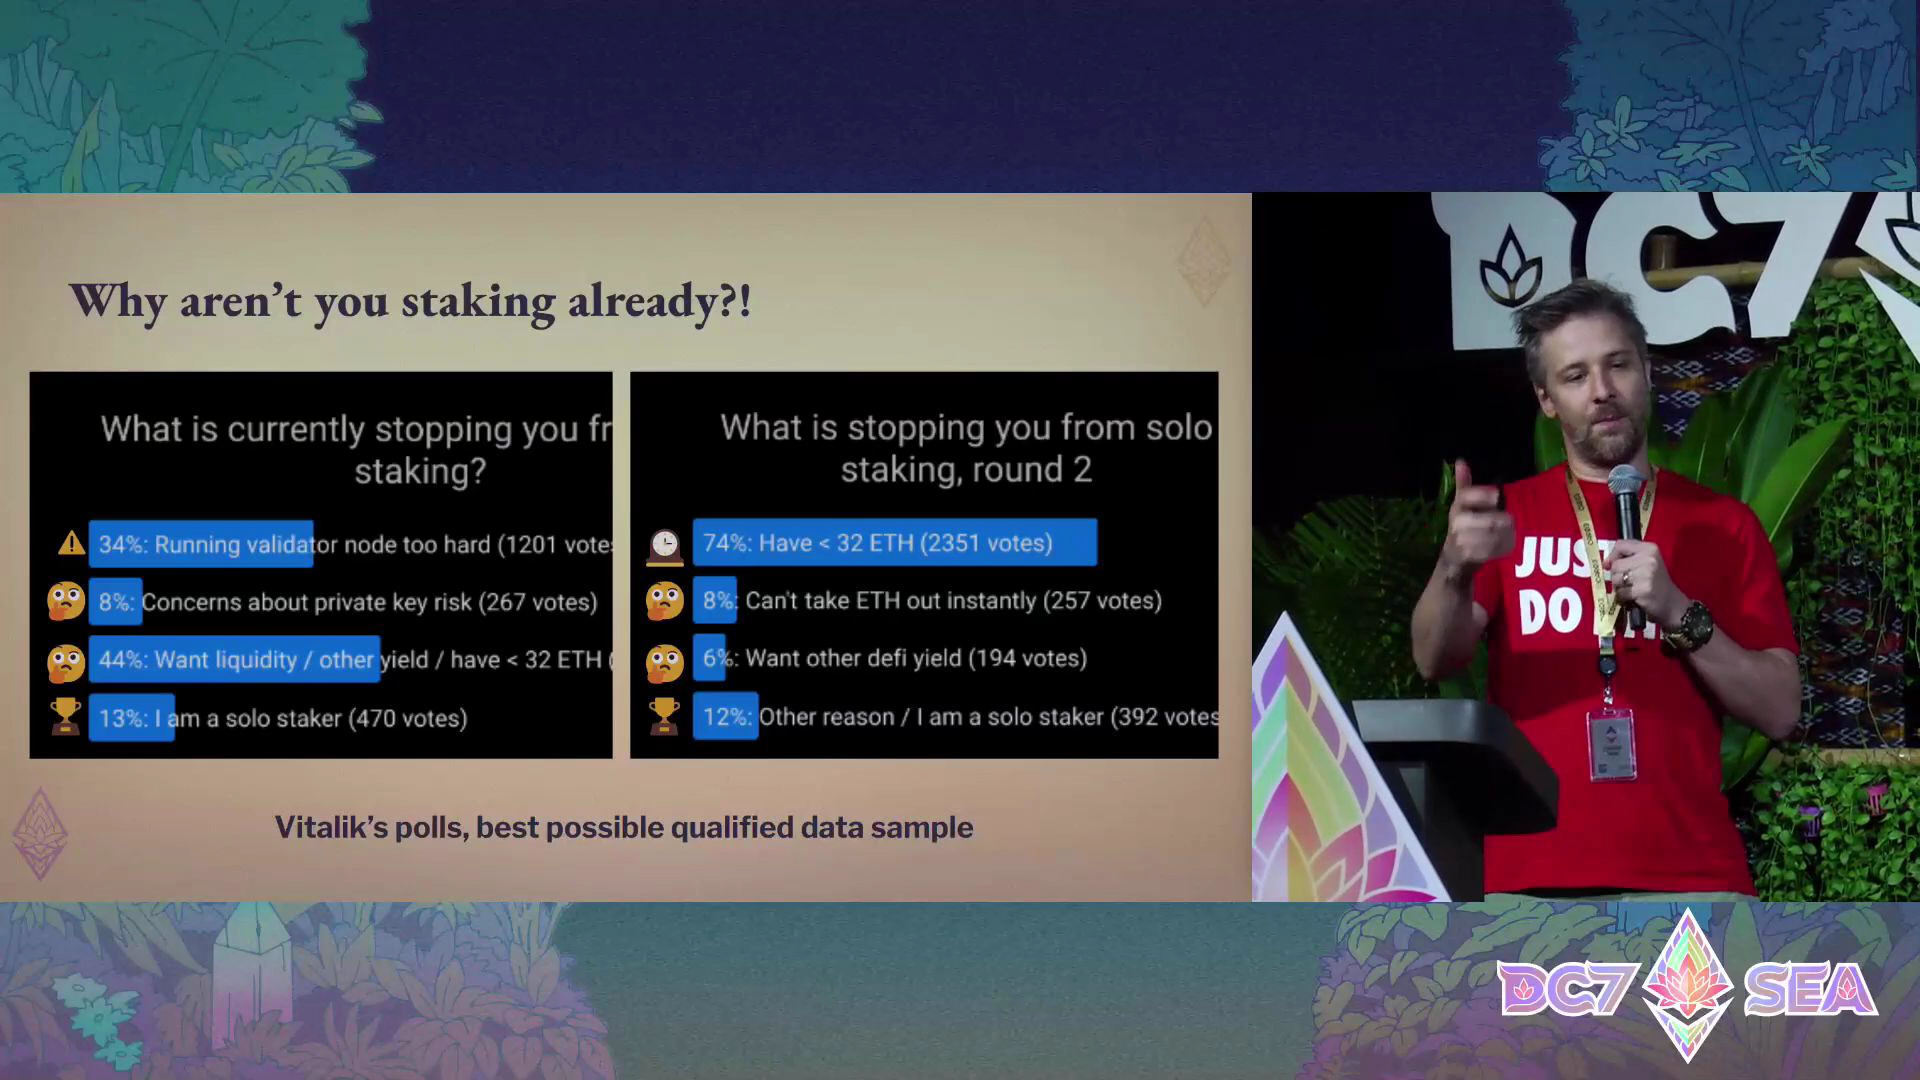 Why aren’t you staking already?!
What is currently stopping you fr
staking?
34%: Running validator node too hard (1201 vote
8%: Concerns about private key risk (267 votes)
44%: Want liquidity / other yield / have < 32 ETH (
13%: I am a solo staker (470 votes)
What is stopping you from solo
staking, round 2
74%: Have < 32 ETH (2351 votes)
8%: Can't take ETH out instantly (257 votes)
6%: Want other defi yield (194 votes)
12%: Other reason / I am a solo staker (392 votes
Vitalik’s polls, best possible qualified data sample
DC7
JUST
DO
DC7 SEA